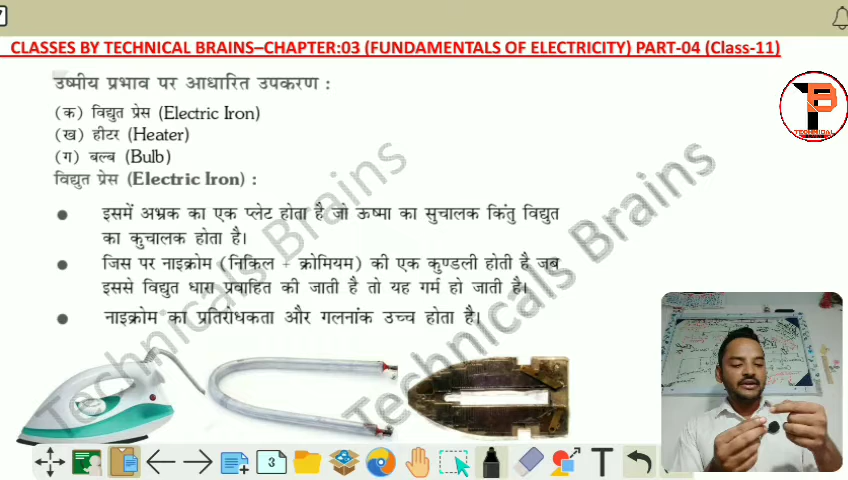 CLASSES BY TECHNICAL BRAINS–CHAPTER:03 (FUNDAMENTALS OF ELECTRICITY) PART-04 (Class-11)
उष्मीय प्रभाव पर आधारित उपकरण :
(क) विद्युत प्रेस (Electric Iron)
(ख) हीटर (Heater)
(ग) बल्ब (Bulb)
विद्युत प्रेस (Electric Iron) :
● इसमें अभ्रक का एक प्लेट होता है जो ऊष्मा का सुचालक किंतु विद्युत
का कुचालक होता है।
● जिस पर नाइक्रोम (निकिल + क्रोमियम) की एक कुण्डली होती है जब
इससे विद्युत धारा प्रवाहित की जाती है तो यह गर्म हो जाती है।
● नाइक्रोम का प्रतिरोधकता और गलनांक उच्च होता है।
Technicals Brains
Technicals Brains
TB
TECHNICAL
3
T